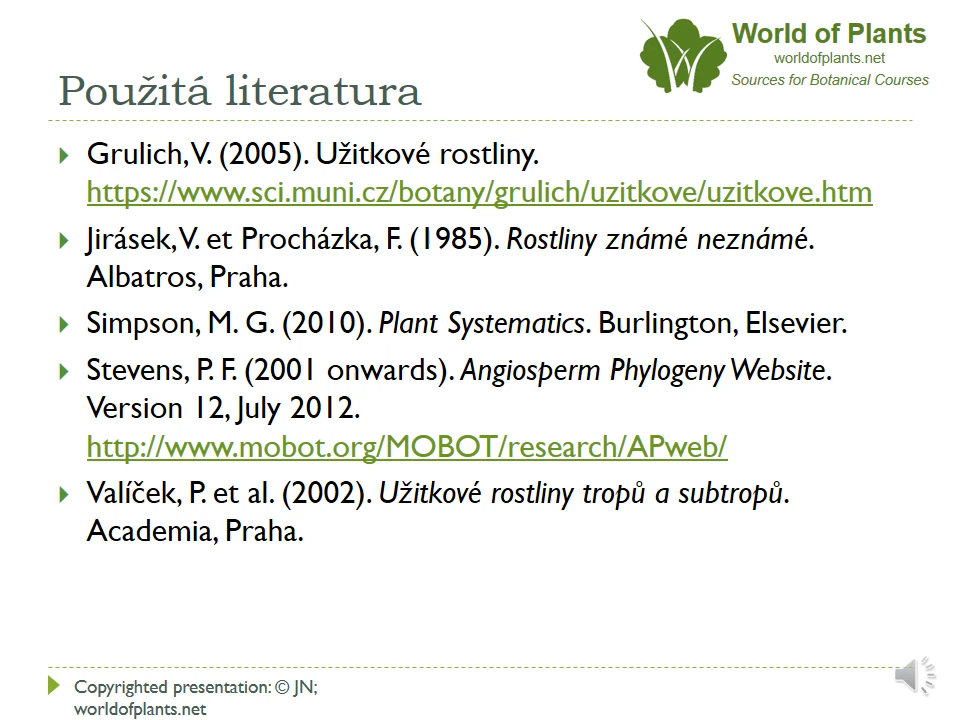 World of Plants
worldofplants.net
Sources for Botanical Courses
Použitá literatura
Grulich, V. (2005). Užitkové rostliny.
https://www.sci.muni.cz/botany/grulich/uzitkove/uzitkove.htm
Jirásek, V. et Procházka, F. (1985). Rostliny známé neznámé.
Albatros, Praha.
Simpson, M. G. (2010). Plant Systematics. Burlington, Elsevier.
Stevens, P. F. (2001 onwards). Angiosperm Phylogeny Website.
Version 12, July 2012.
http://www.mobot.org/MOBOT/research/APweb/
Valíček, P. et al. (2002). Užitkové rostliny tropů a subtropů.
Academia, Praha.
Copyrighted presentation: © JN;
worldofplants.net